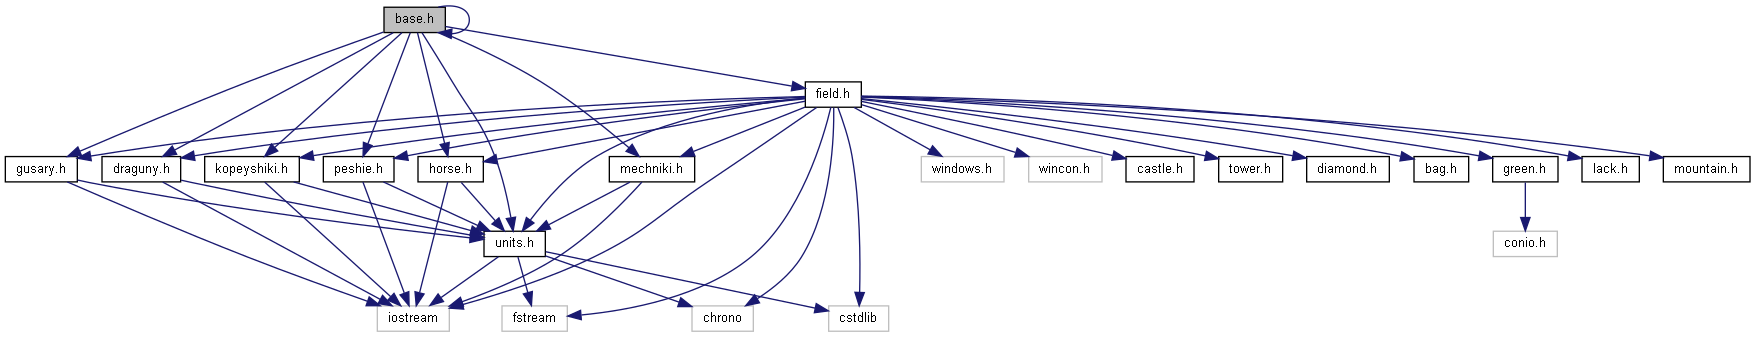 base.h
field.h
gusary.h
draguny.h
kopeyshiki.h
peshie.h
horse.h
mechniki.h
windows.h
wincon.h
castle.h
tower.h
diamond.h
bag.h
green.h
lack.h
mountain.h
units.h
conio.h
iostream
fstream
chrono
cstdlib